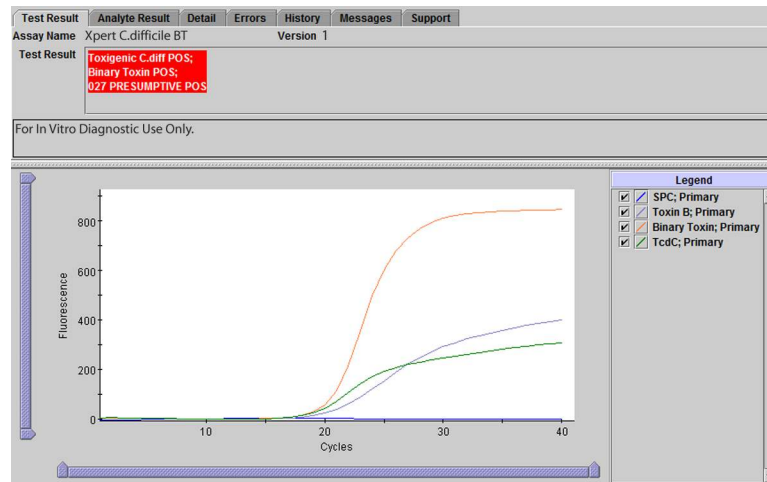 Test Result Analyte Result Detail Errors History Messages Support
Assay Name Xpert C.difficile BT Version 1
Test Result
Toxigenic C.diff POS;
Binary Toxin POS;
027 PRESUMPTIVE POS
For In Vitro Diagnostic Use Only.
Legend
SPC; Primary
Toxin B; Primary
Binary Toxin; Primary
TcdC; Primary
Fluorescence
800
600
400
200
0
10 20 30 40
Cycles